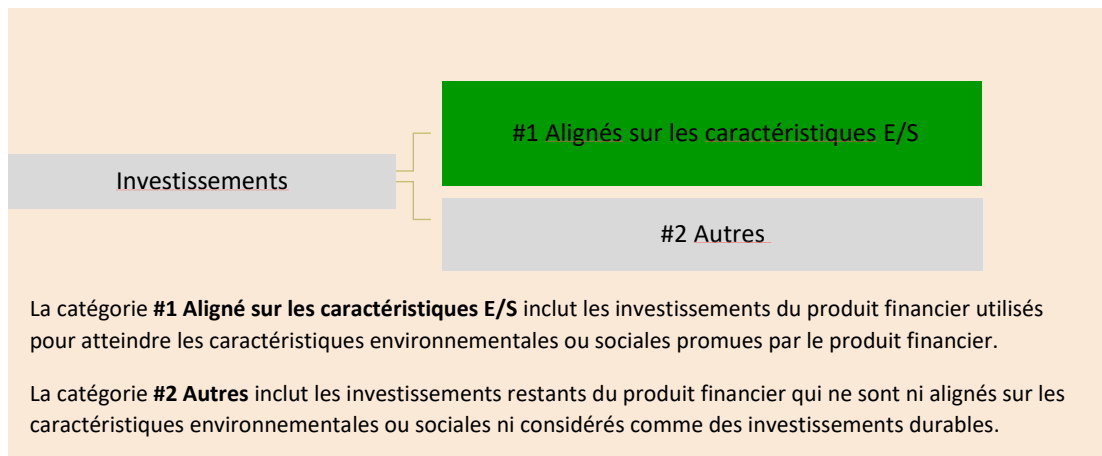 #1 Alignés sur les caractéristiques E/S
Investissements
#2 Autres
La catégorie #1 Aligné sur les caractéristiques E/S inclut les investissements du produit financier utilisés
pour atteindre les caractéristiques environnementales ou sociales promues par le produit financier.
La catégorie #2 Autres inclut les investissements restants du produit financier qui ne sont ni alignés sur les
caractéristiques environnementales ou sociales ni considérés comme des investissements durables.